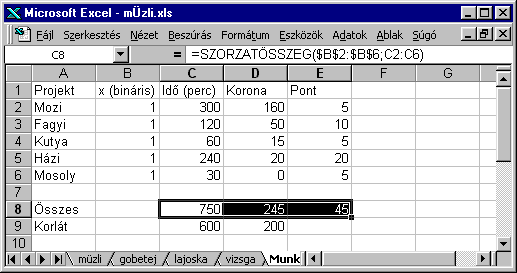 Microsoft Excel - mÜzli.xls
Fájl Szerkesztés Nézet Beszúrás Formátum Eszközök Adatok Ablak Súgó
C8 = =SZORZATÖSSZEG($B$2:$B$6;C2:C6)
A B C D E F G
1 Projekt x (bináris) Idő (perc) Korona Pont
2 Mozi 1 300 160 5
3 Fagyi 1 120 50 10
4 Kutya 1 60 15 5
5 Házi 1 240 20 20
6 Mosoly 1 30 0 5
7
8 Összes 750 245 45
9 Korlát 600 200
10
müzli gobetej lajoska vizsga Munk